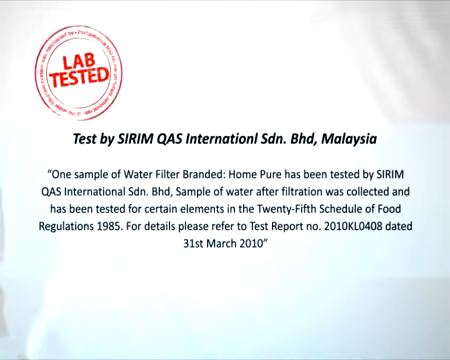 LAB
TESTED
Test by SIRIM QAS Internationl Sdn. Bhd, Malaysia
“One sample of Water Filter Branded: Home Pure has been tested by SIRIM
QAS International Sdn. Bhd, Sample of water after filtration was collected and
has been tested for certain elements in the Twenty-Fifth Schedule of Food
Regulations 1985. For details please refer to Test Report no. 2010KL0408 dated
31st March 2010”